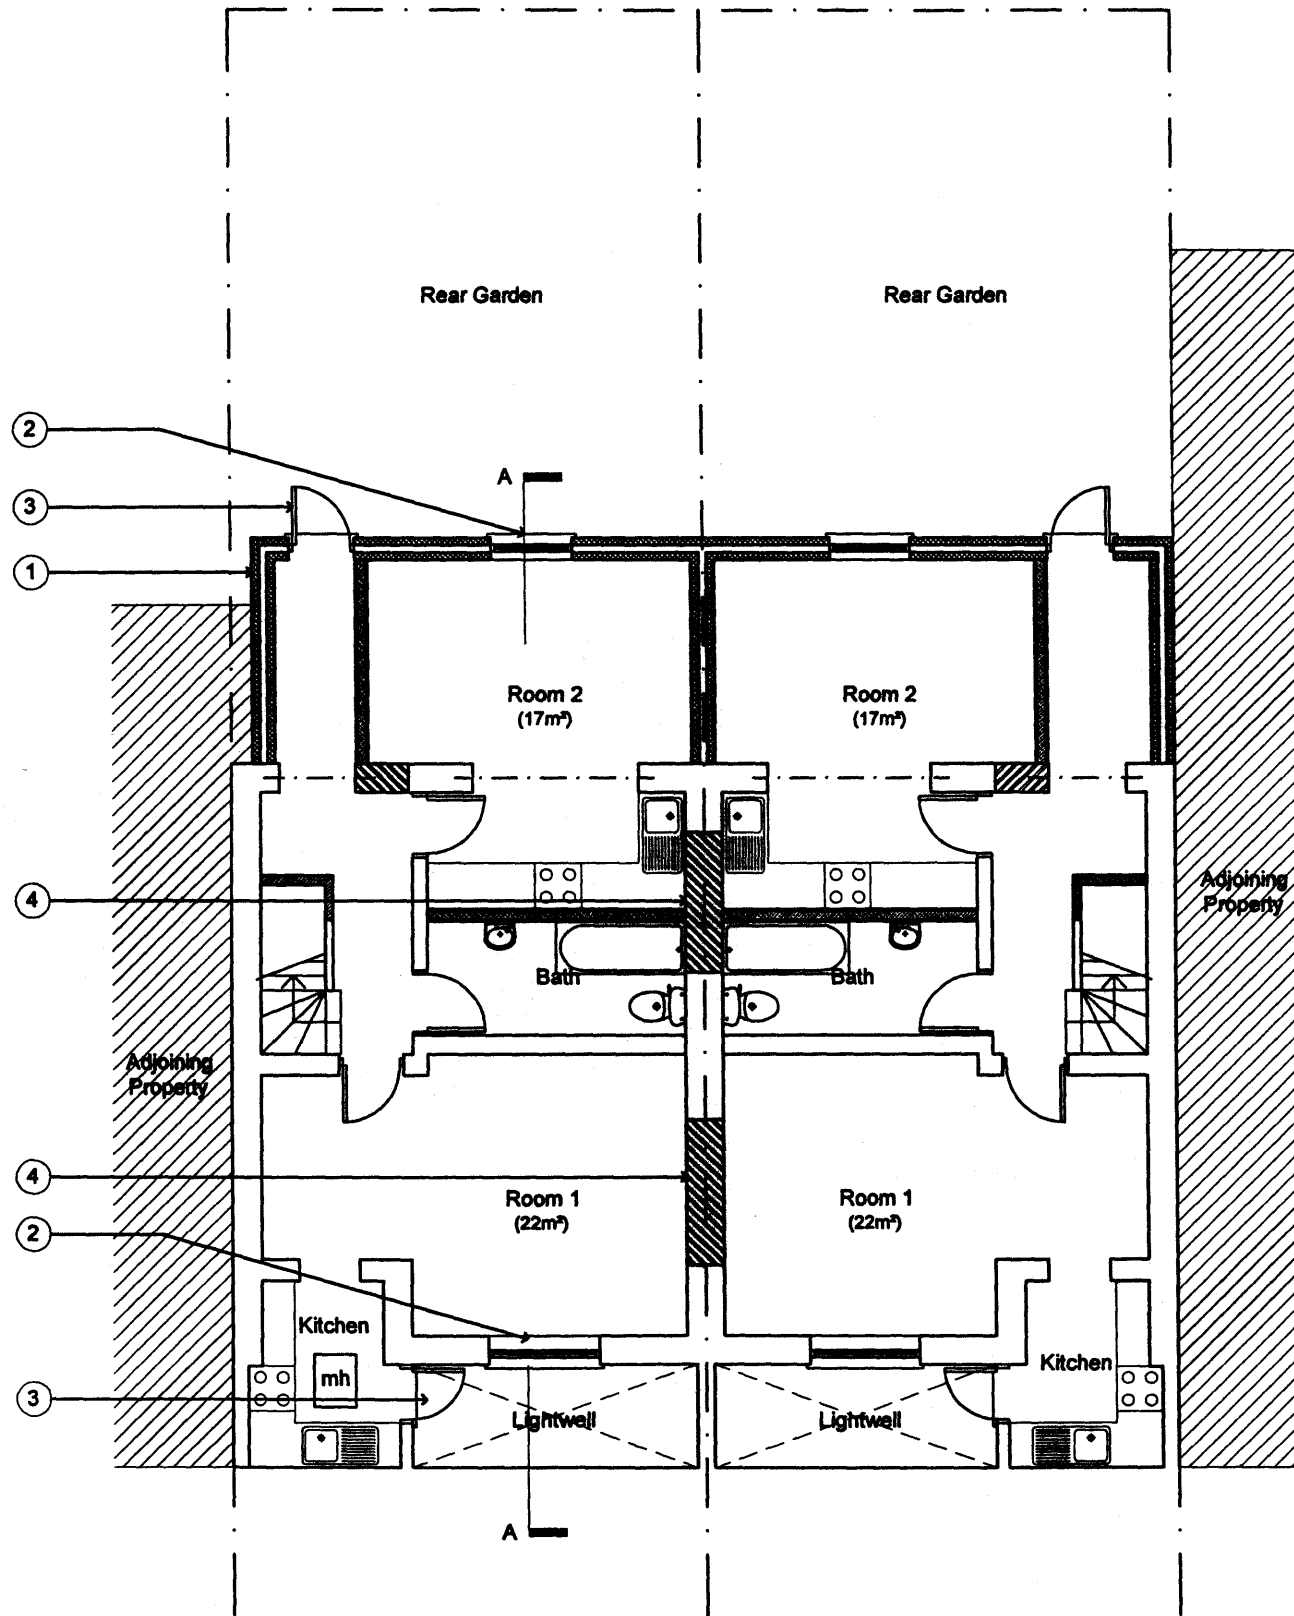 Rear Garden
Rear Garden
2
A
3
1
Room 2
(17m²)
Room 2
(17m²)
4
Adjoining
Property
Bath
Bath
Adjoining
Property
4
Room 1
(22m²)
Room 1
(22m²)
2
Kitchen
Kitchen
mh
3
Lightwell
Lightwell
A